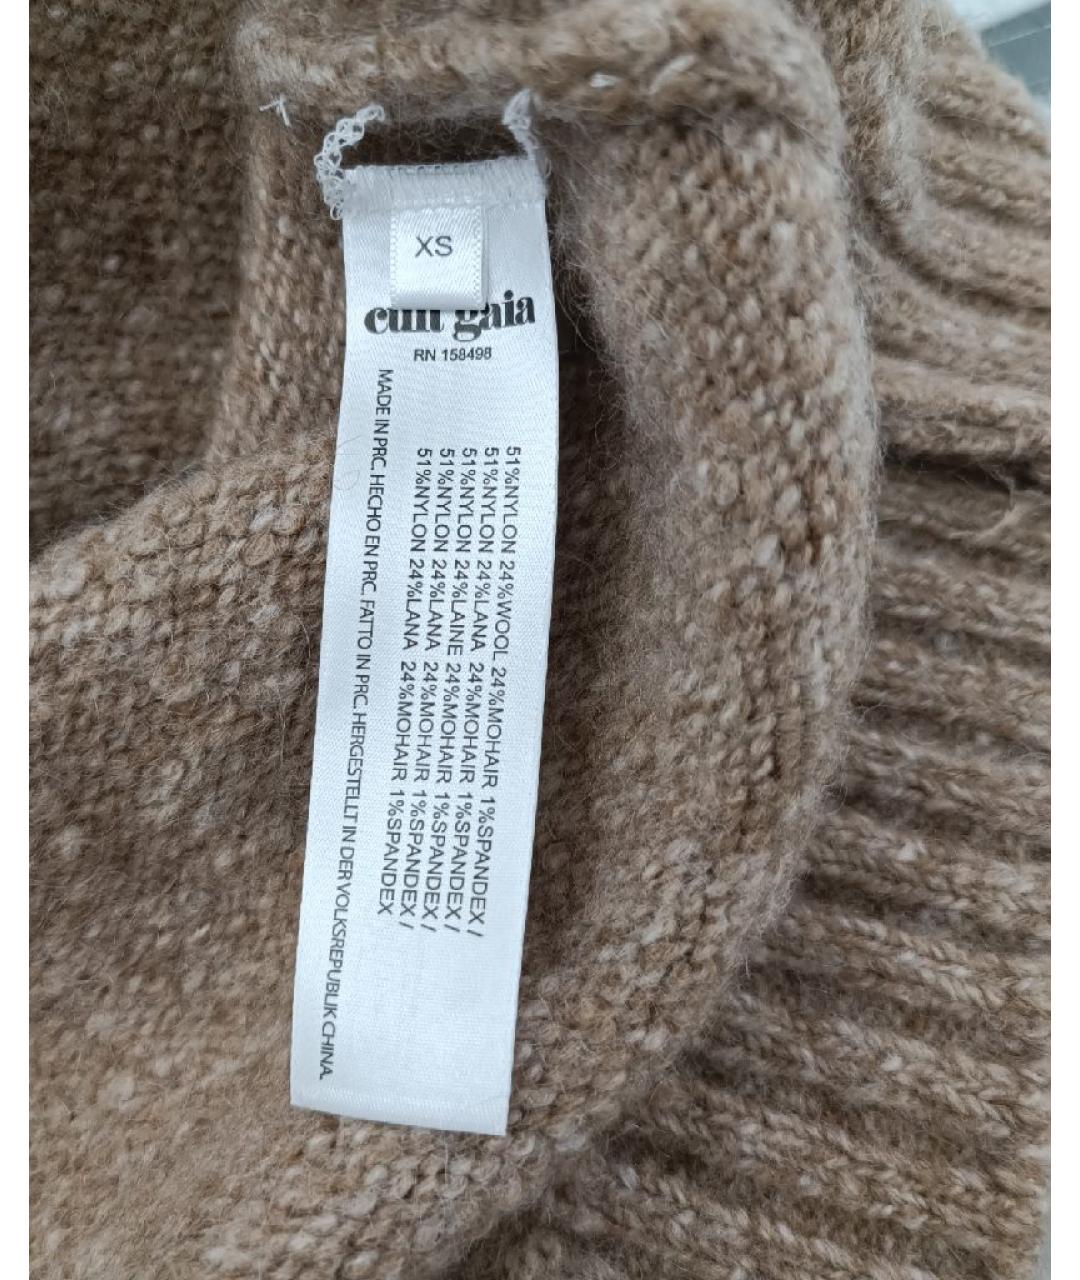 XS
cult gaia
RN 158498
51%NYLON 24%WOOL 24%MOHAIR 1%SPANDEX /
51%NYLON 24%LANA 24%MOHAIR 1%SPANDEX /
51%NYLON 24%LAINE 24%MOHAIR 1%SPANDEX /
51%NYLON 24%LANA 24%MOHAIR 1%SPANDEX /
51%NYLON 24%LANA 24%MOHAIR 1%SPANDEX
MADE IN PRC. HECHO EN PRC. FATTO IN PRC. HERGESTELLT IN DER VOLKSREPUBLIK CHINA.